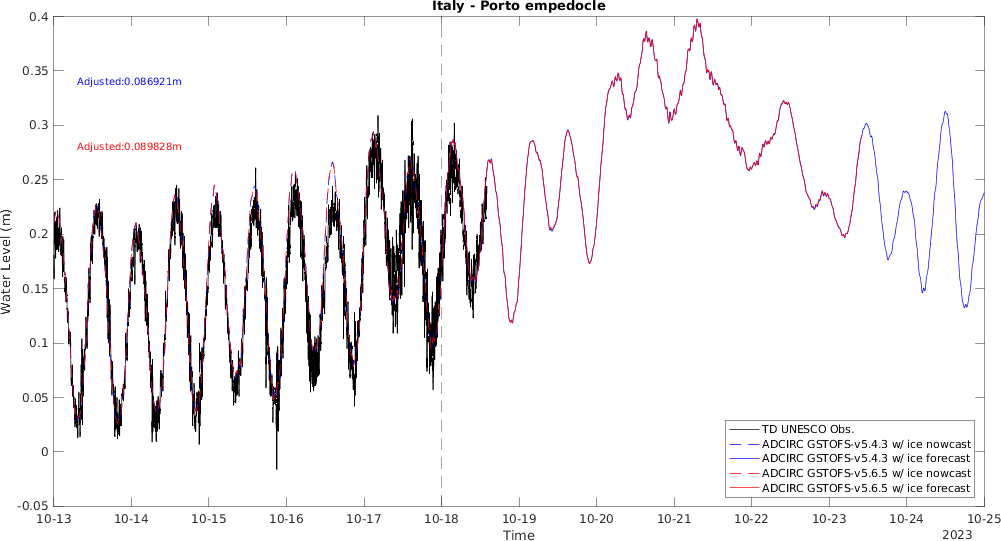 Italy - Porto empedocle
0.4
0.35
0.3
0.25
0.2
0.15
0.1
0.05
0
-0.05
Water Level (m)
Adjusted:0.086921m
Adjusted:0.089828m
TD UNESCO Obs.
ADCIRC GSTOFS-v5.4.3 w/ ice nowcast
ADCIRC GSTOFS-v5.4.3 w/ ice forecast
ADCIRC GSTOFS-v5.6.5 w/ ice nowcast
ADCIRC GSTOFS-v5.6.5 w/ ice forecast
10-13 10-14 10-15 10-16 10-17 10-18 10-19 10-20 10-21 10-22 10-23 10-24 10-25
Time
2023